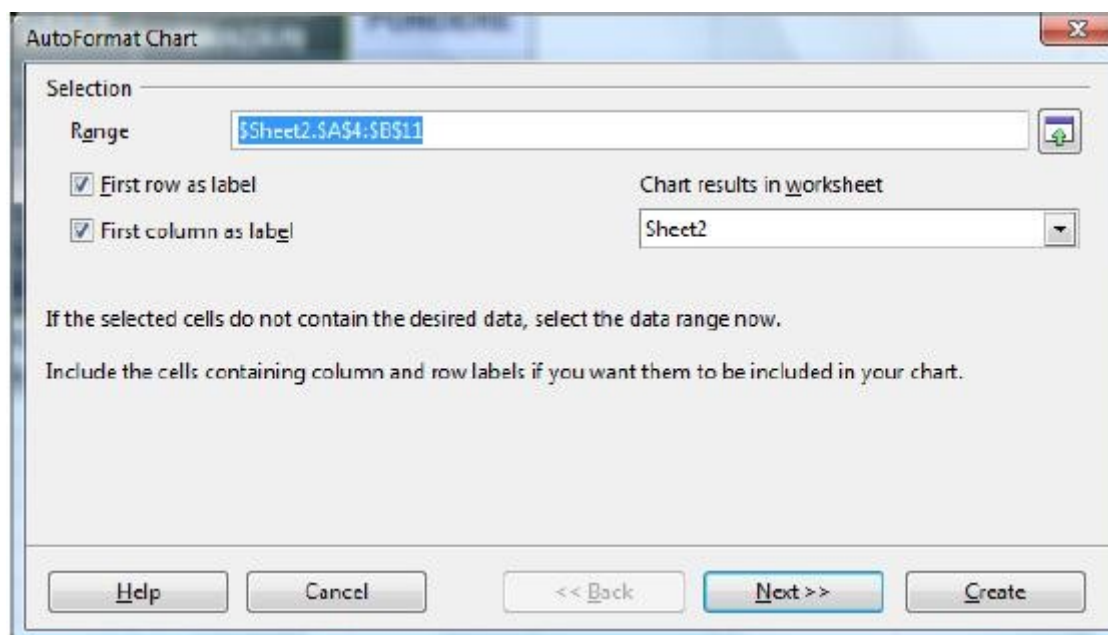 AutoFormat Chart
Selection
Range $Sheet2.$A$4:$B$11
First row as label
Chart results in worksheet
First column as label
Sheet2
If the selected cells do not contain the desired data, select the data range now.
Include the cells containing column and row labels if you want them to be included in your chart.
Help Cancel << Back Next >> Create